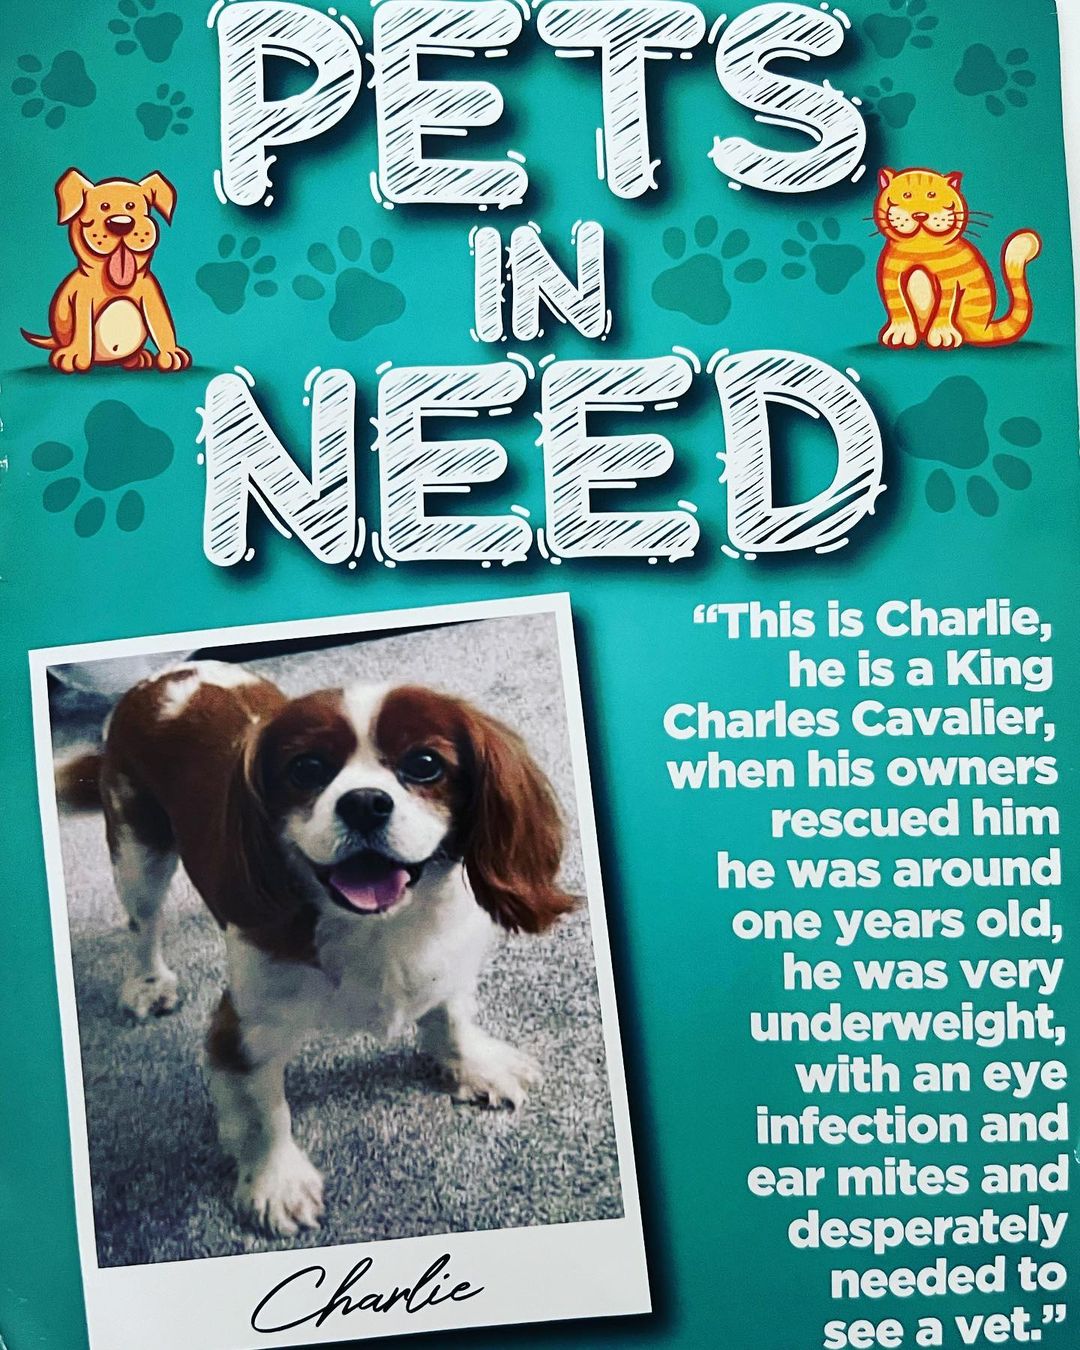 PETS
IN
NEED
“This is Charlie,
he is a King
Charles Cavalier,
when his owners
rescued him
he was around
one years old,
he was very
underweight,
with an eye
infection and
ear mites and
desperately
needed to
see a vet.”
Charlie